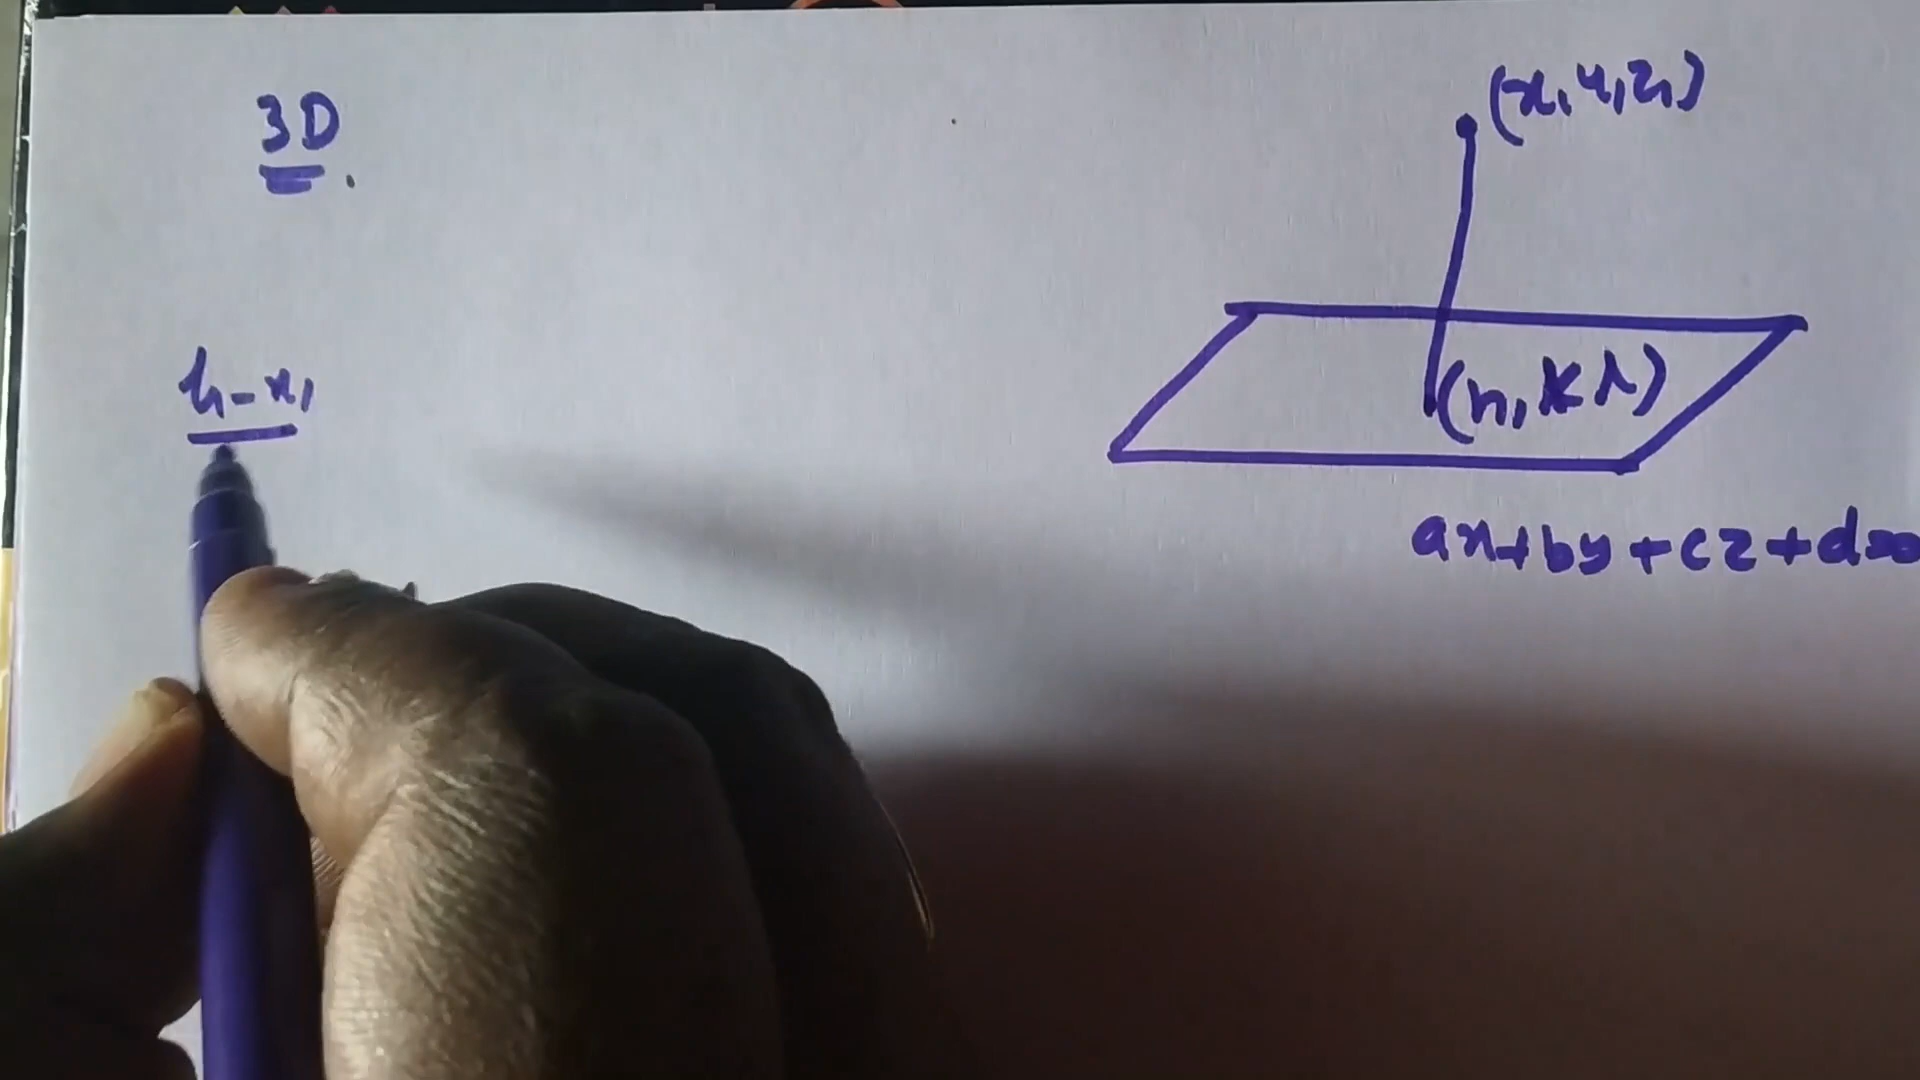 3D.
(x₁ y₁ z₁)
h-x₁
(h, k λ)
ax+by+cz+d=0